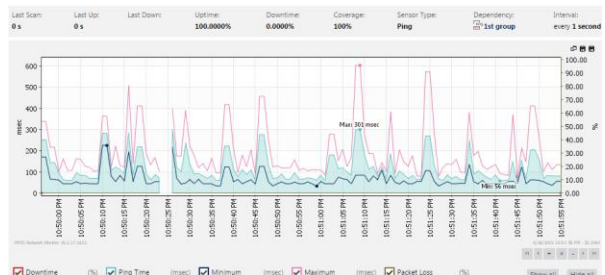 Last Scan: Last Up: Last Down: Uptime: Downtime: Coverage: Sensor Type: Dependency: Interval:
0 s 0 s 100.0000% 0.0000% 100% Ping 1st group every 1 second
600
500
400
300
200
100
0
msec
100.00
90.00
80.00
70.00
60.00
50.00
40.00
30.00
20.00
10.00
0.00
%
Max: 301 msec
Min: 56 msec
10:50:00 PM
10:50:05 PM
10:50:10 PM
10:50:15 PM
10:50:20 PM
10:50:25 PM
10:50:30 PM
10:50:35 PM
10:50:40 PM
10:50:45 PM
10:50:50 PM
10:50:55 PM
10:51:00 PM
10:51:05 PM
10:51:10 PM
10:51:15 PM
10:51:20 PM
10:51:25 PM
10:51:30 PM
10:51:35 PM
10:51:40 PM
10:51:45 PM
10:51:50 PM
10:51:55 PM
Downtime (%) Ping Time (msec) Minimum (msec) Maximum (msec) Packet Loss (%) Show all Hide all